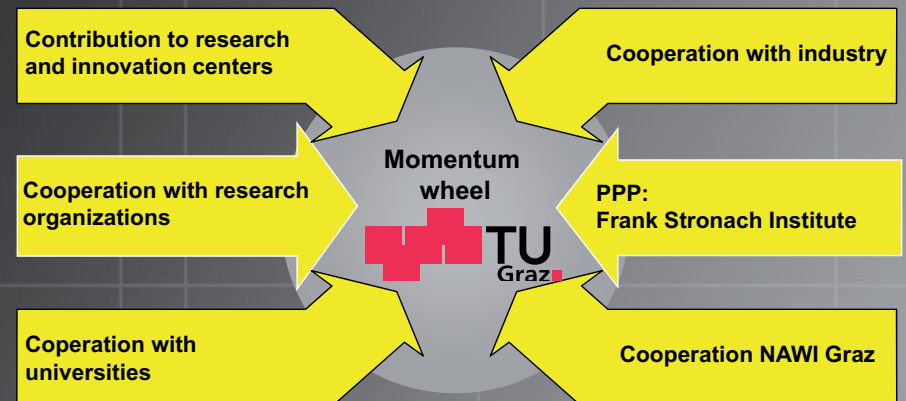 Contribution to research
and innovation centers
Cooperation with industry
Momentum
wheel
Cooperation with research
organizations
PPP:
Frank Stronach Institute
TU
Graz
Coperation with
universities
Cooperation NAWI Graz